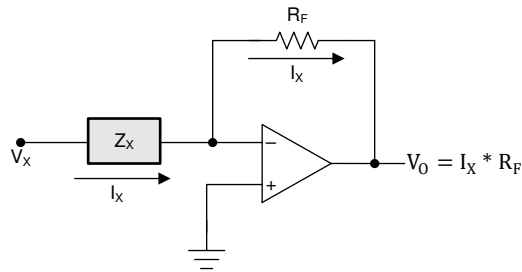 R_F
I_X
V_X
Z_X
I_X
−
+
V_O = I_X * R_F